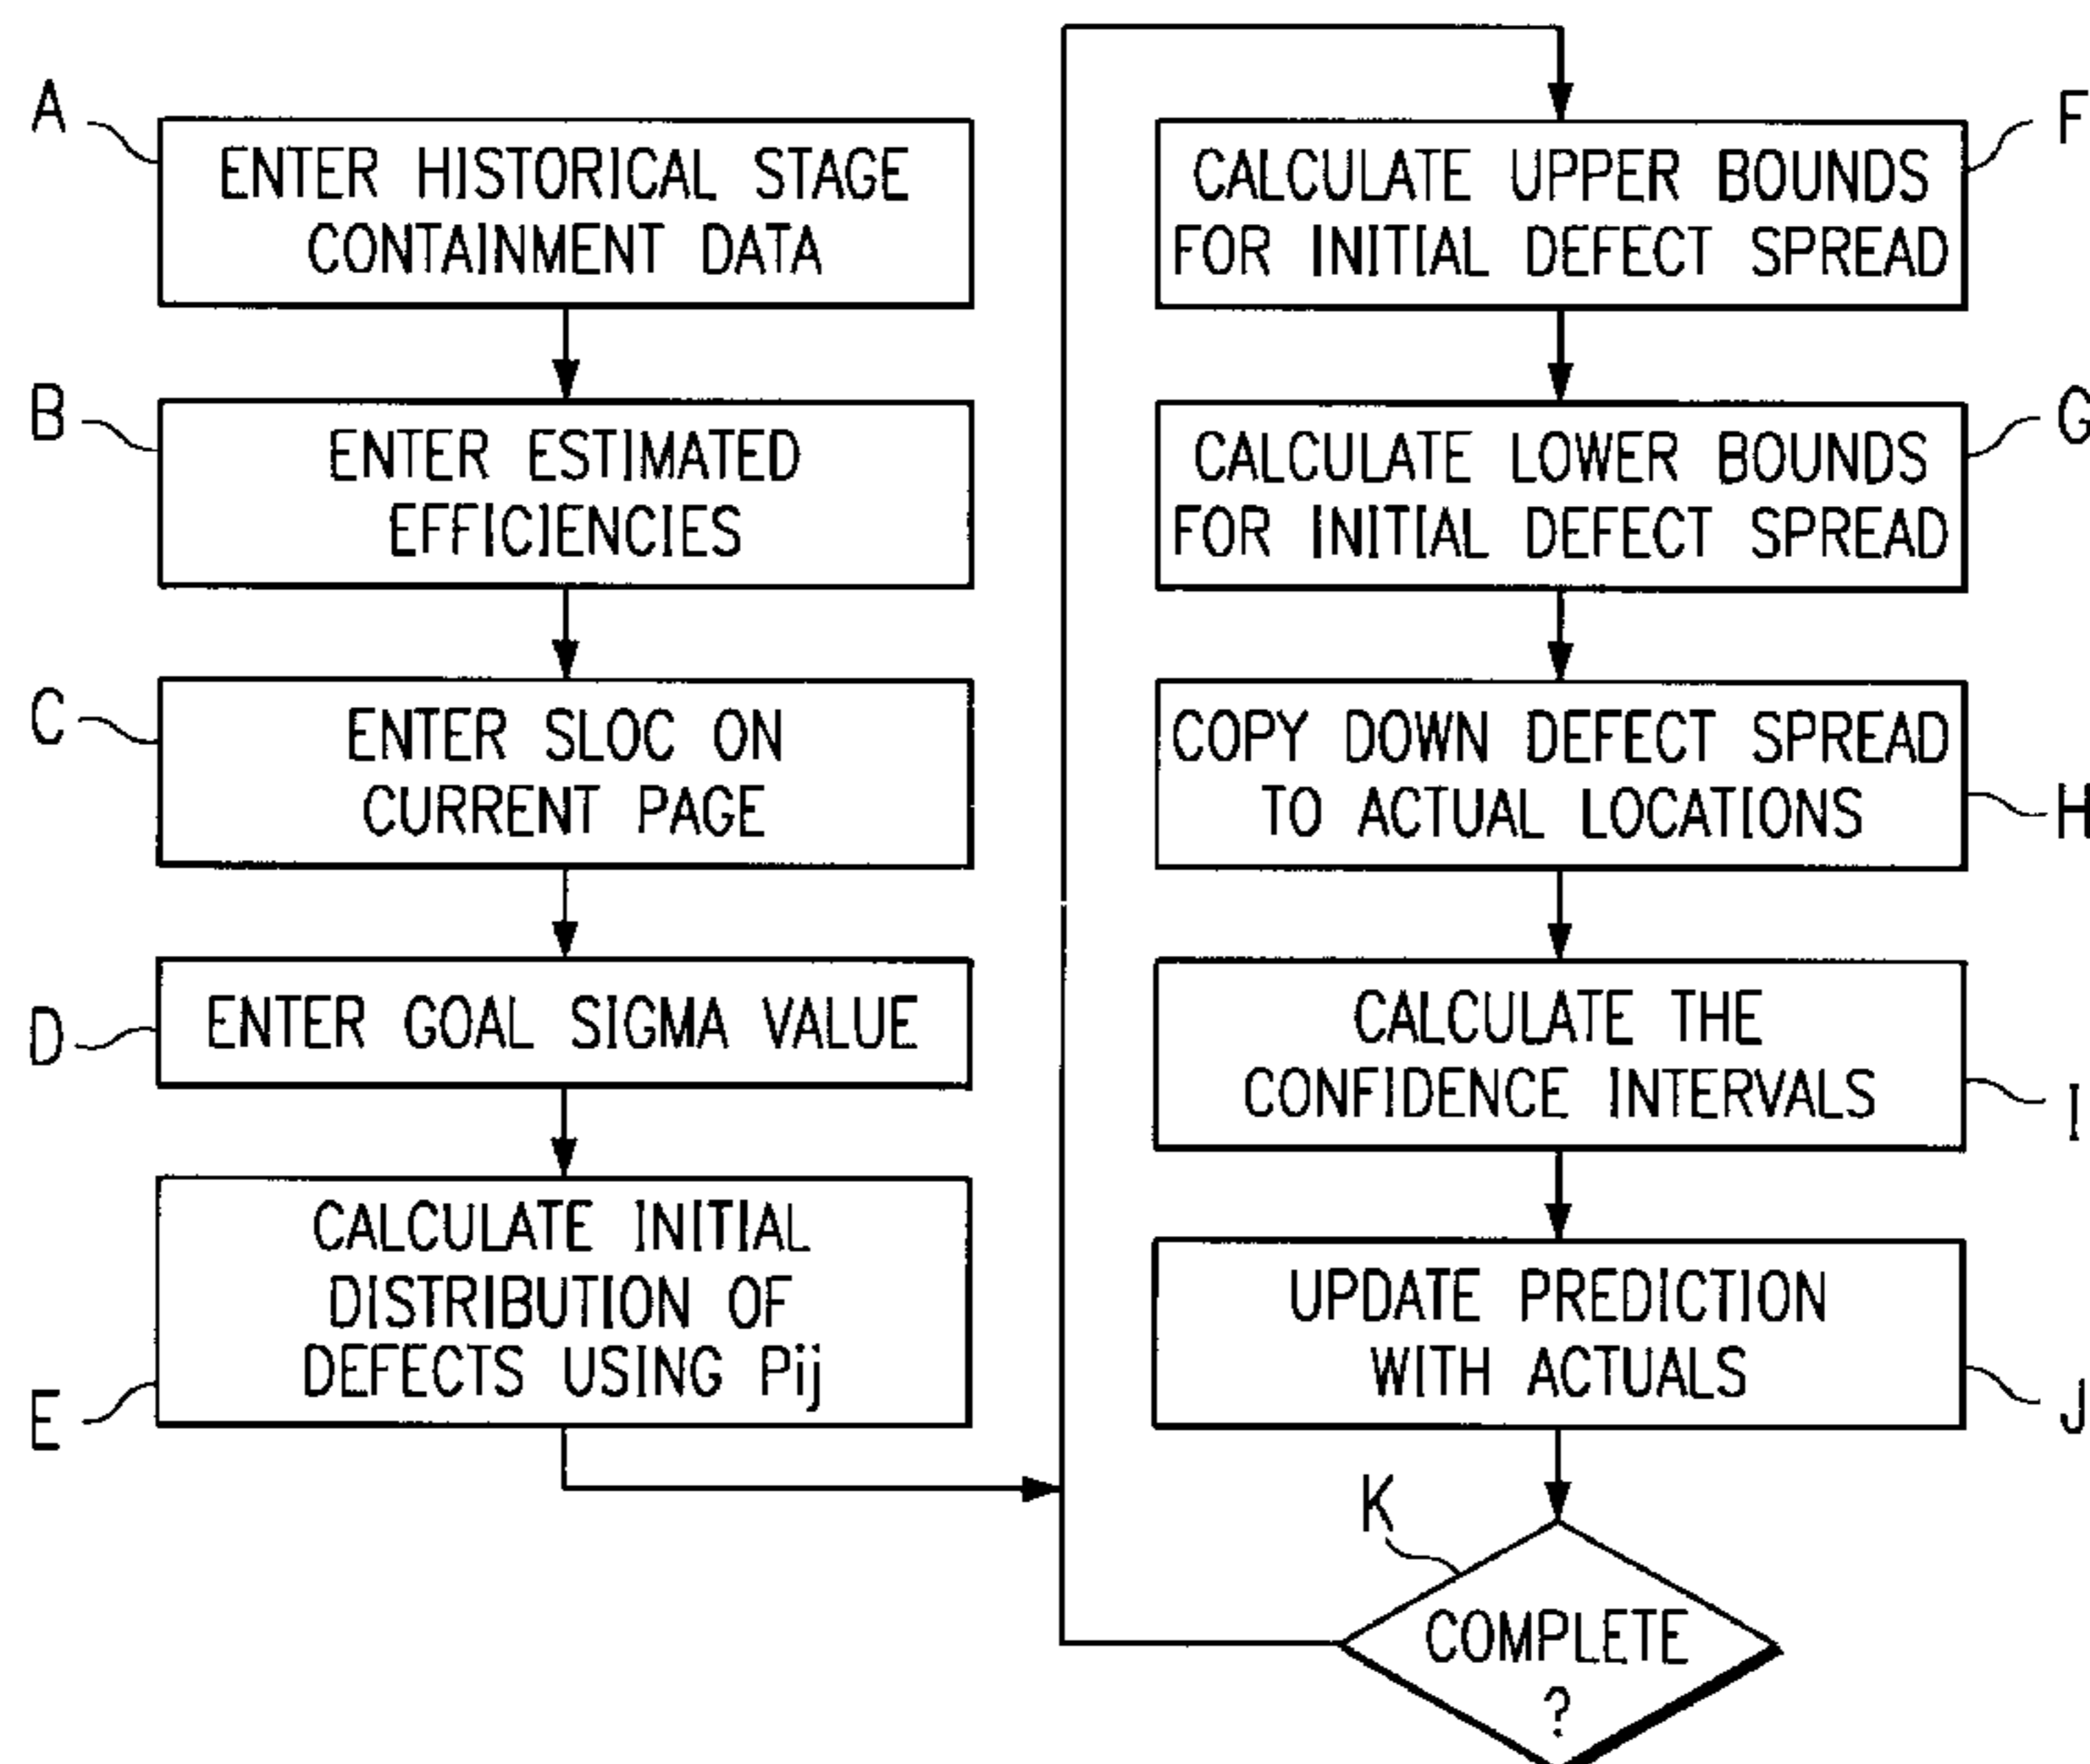 A
ENTER HISTORICAL STAGE
CONTAINMENT DATA
B
ENTER ESTIMATED
EFFICIENCIES
C
ENTER SLOC ON
CURRENT PAGE
D
ENTER GOAL SIGMA VALUE
E
CALCULATE INITIAL
DISTRIBUTION OF
DEFECTS USING Pij
F
CALCULATE UPPER BOUNDS
FOR INITIAL DEFECT SPREAD
G
CALCULATE LOWER BOUNDS
FOR INITIAL DEFECT SPREAD
H
COPY DOWN DEFECT SPREAD
TO ACTUAL LOCATIONS
I
CALCULATE THE
CONFIDENCE INTERVALS
J
UPDATE PREDICTION
WITH ACTUALS
K
COMPLETE
?